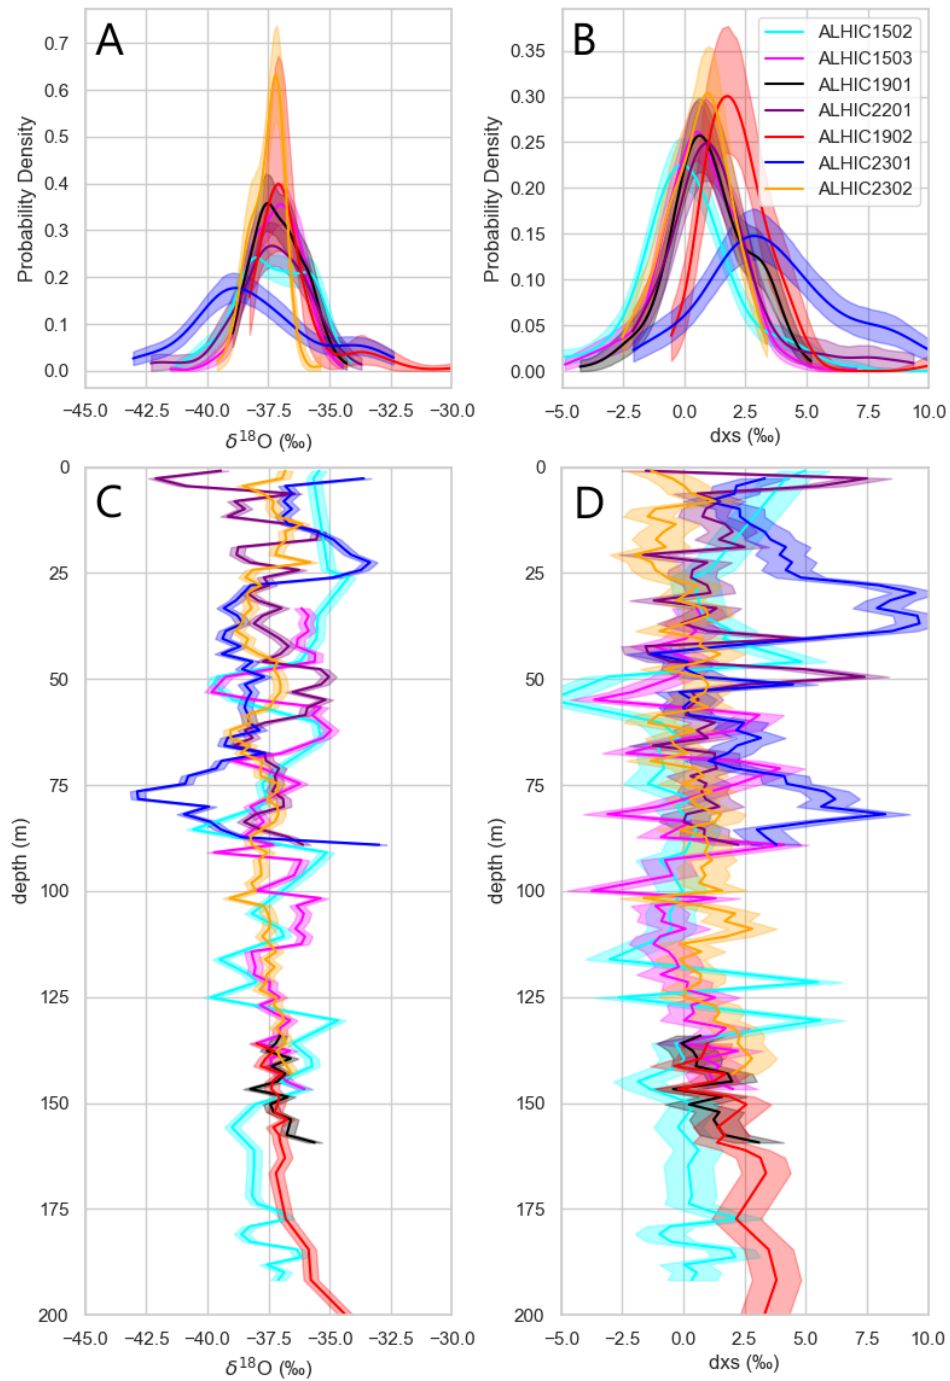 A
0.7
0.6
0.5
0.4
0.3
0.2
0.1
0.0
Probability Density
−45.0 −42.5 −40.0 −37.5 −35.0 −32.5 −30.0
δ¹⁸O (‰)
B
ALHIC1502
ALHIC1503
ALHIC1901
ALHIC2201
ALHIC1902
ALHIC2301
ALHIC2302
0.35
0.30
0.25
0.20
0.15
0.10
0.05
0.00
Probability Density
−5.0 −2.5 0.0 2.5 5.0 7.5 10.0
dxs (‰)
C
0
25
50
75
100
125
150
175
200
depth (m)
−45.0 −42.5 −40.0 −37.5 −35.0 −32.5 −30.0
δ¹⁸O (‰)
D
0
25
50
75
100
125
150
175
200
depth (m)
−5.0 −2.5 0.0 2.5 5.0 7.5 10.0
dxs (‰)